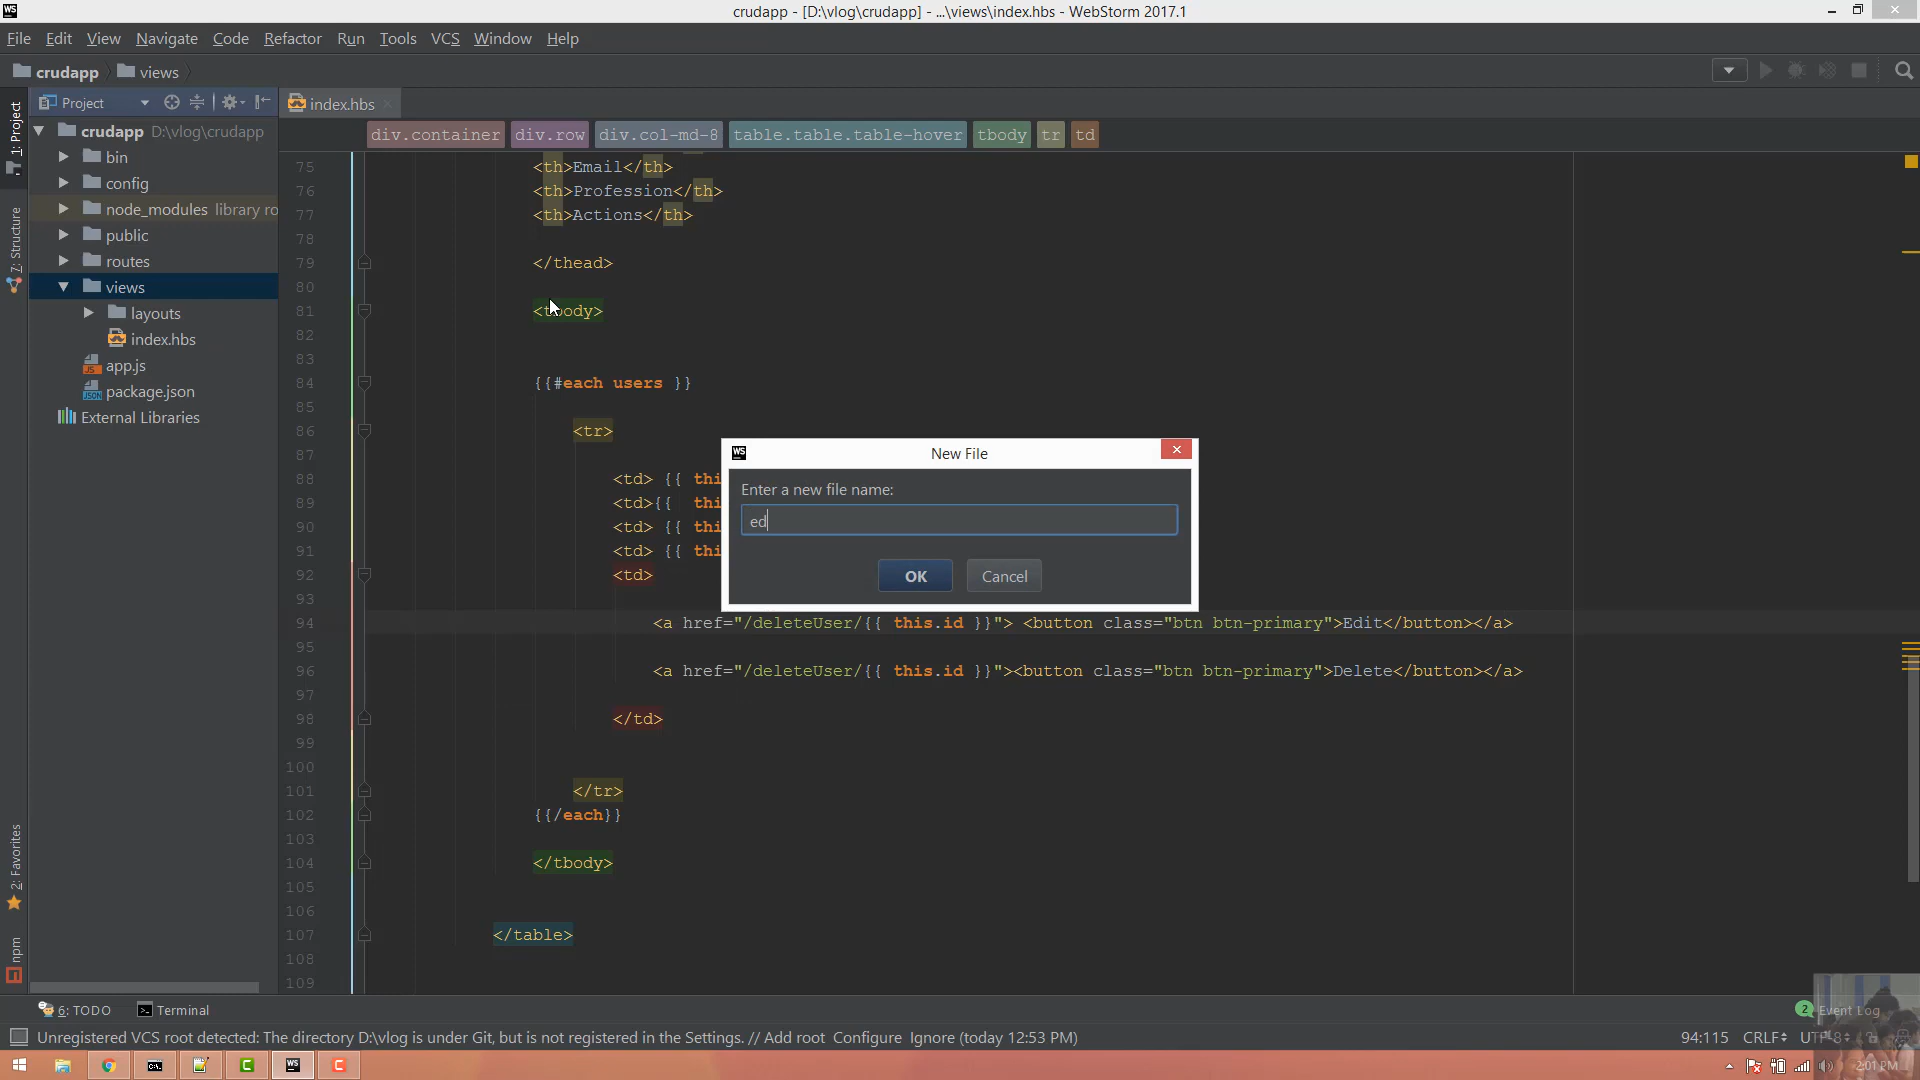 WS
crudapp - [D:\vlog\crudapp] - ...\views\index.hbs - WebStorm 2017.1
File Edit View Navigate Code Refactor Run Tools VCS Window Help
crudapp views
Project
index.hbs
div.container div.row div.col-md-8 table.table.table-hover tbody tr td
1: Project
7: Structure
2: Favorites
npm
crudapp D:\vlog\crudapp
bin
config
node_modules library ro
public
routes
views
layouts
index.hbs
app.js
package.json
External Libraries
75 <th>Email</th>
76 <th>Profession</th>
77 <th>Actions</th>
78
79 </thead>
80
81 <tbody>
82
83
84 {{#each users }}
85
86 <tr>
87
88 <td> {{ thi
89 <td>{{ thi
90 <td> {{ thi
91 <td> {{ thi
92 <td>
93
94 <a href="/deleteUser/{{ this.id }}"> <button class="btn btn-primary">Edit</button></a>
95
96 <a href="/deleteUser/{{ this.id }}"><button class="btn btn-primary">Delete</button></a>
97
98 </td>
99
100
101 </tr>
102 {{/each}}
103
104 </tbody>
105
106
107 </table>
108
109
WS New File
Enter a new file name:
ed
OK Cancel
6: TODO Terminal
2 Event Log
Unregistered VCS root detected: The directory D:\vlog is under Git, but is not registered in the Settings. // Add root Configure Ignore (today 12:53 PM)
94:115 CRLF UTF-8
2:01 PM